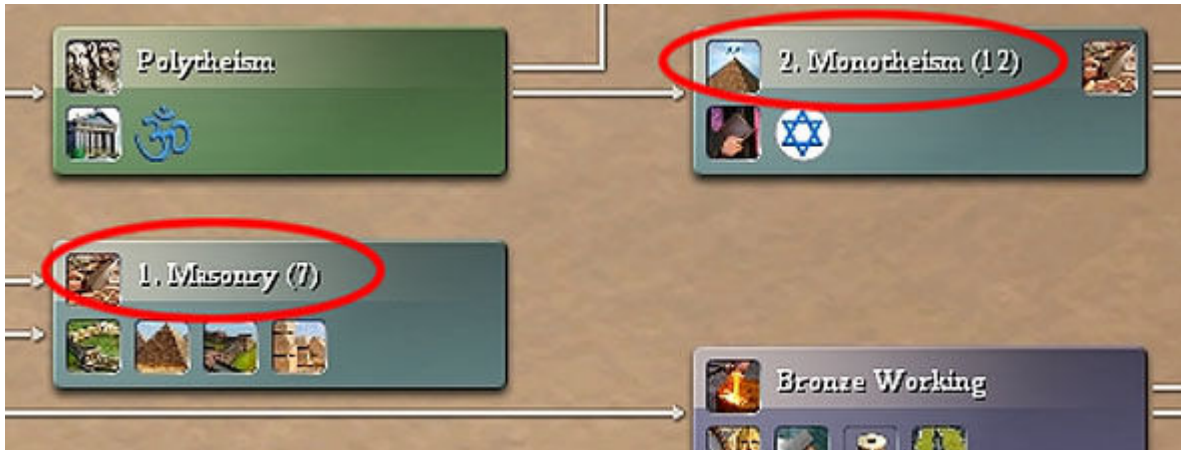 Polytheism
2. Monotheism (12)
1. Masonry (7)
Bronze Working